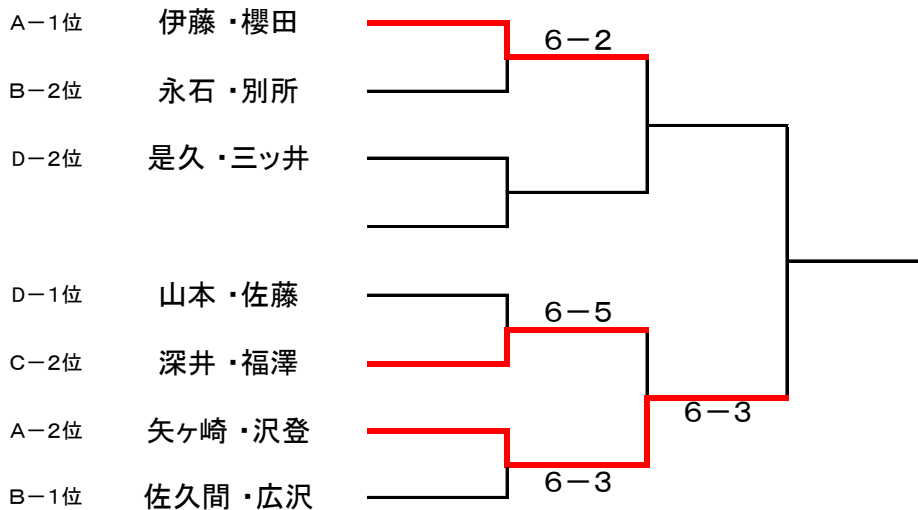 A－1位 伊藤 ・櫻田
6－2
B－2位 永石 ・別所
D－2位 是久 ・三ッ井
D－1位 山本 ・佐藤
6－5
C－2位 深井 ・福澤
6－3
A－2位 矢ヶ崎 ・沢登
6－3
B－1位 佐久間 ・広沢